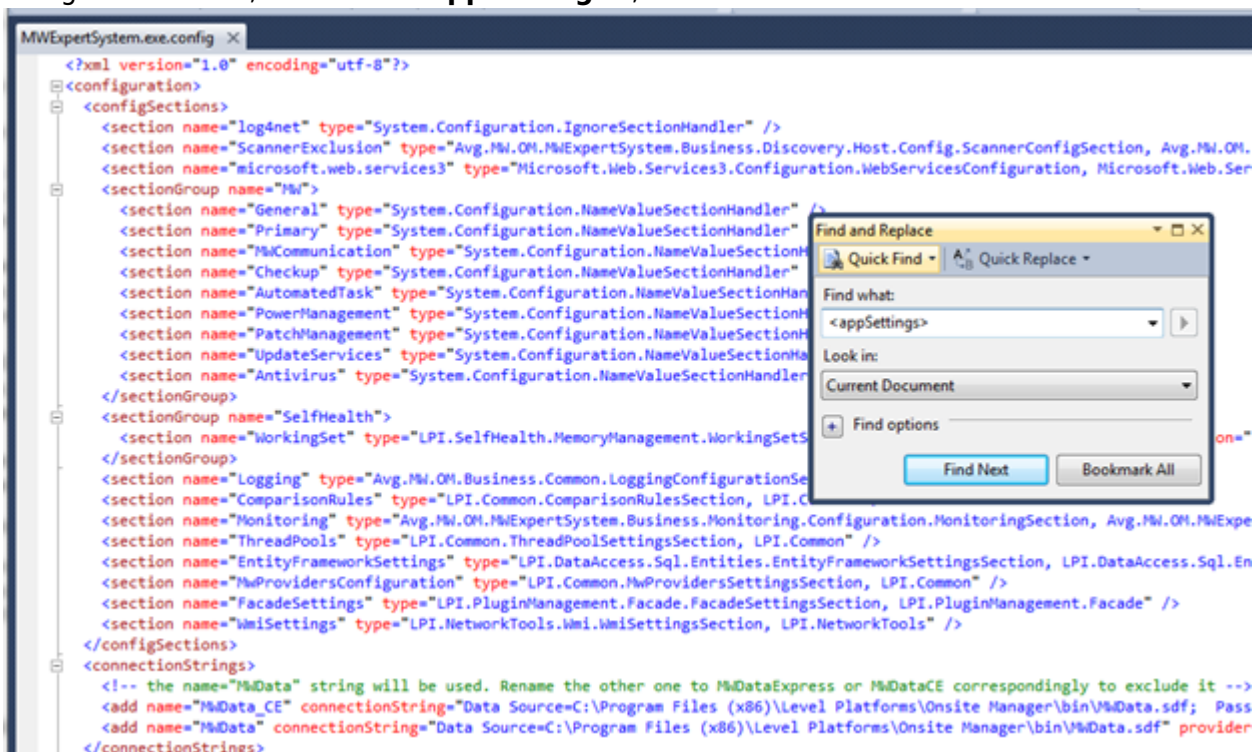 MWExpertSystem.exe.config ×
<?xml version="1.0" encoding="utf-8"?>
<configuration>
<configSections>
<section name="log4net" type="System.Configuration.IgnoreSectionHandler" />
<section name="ScannerExclusion" type="Avg.MW.OM.MWExpertSystem.Business.Discovery.Host.Config.ScannerConfigSection, Avg.MW.OM.
<section name="microsoft.web.services3" type="Microsoft.Web.Services3.Configuration.WebServicesConfiguration, Microsoft.Web.Ser
<sectionGroup name="MW">
<section name="General" type="System.Configuration.NameValueSectionHandler" />
<section name="Primary" type="System.Configuration.NameValueSectionHandler"
<section name="MWCommunication" type="System.Configuration.NameValueSectionH
<section name="Checkup" type="System.Configuration.NameValueSectionHandler"
<section name="AutomatedTask" type="System.Configuration.NameValueSectionHan
<section name="PowerManagement" type="System.Configuration.NameValueSectionH
<section name="PatchManagement" type="System.Configuration.NameValueSectionH
<section name="UpdateServices" type="System.Configuration.NameValueSectionHa
<section name="Antivirus" type="System.Configuration.NameValueSectionHandler
</sectionGroup>
<sectionGroup name="SelfHealth">
<section name="WorkingSet" type="LPI.SelfHealth.MemoryManagement.WorkingSetS on="
</sectionGroup>
<section name="Logging" type="Avg.MW.OM.Business.Common.LoggingConfigurationSe
<section name="ComparisonRules" type="LPI.Common.ComparisonRulesSection, LPI.C
<section name="Monitoring" type="Avg.MW.OM.MWExpertSystem.Business.Monitoring.Configuration.MonitoringSection, Avg.MW.OM.MWExpe
<section name="ThreadPools" type="LPI.Common.ThreadPoolSettingsSection, LPI.Common" />
<section name="EntityFrameworkSettings" type="LPI.DataAccess.Sql.Entities.EntityFrameworkSettingsSection, LPI.DataAccess.Sql.En
<section name="MwProvidersConfiguration" type="LPI.Common.MwProvidersSettingsSection, LPI.Common" />
<section name="FacadeSettings" type="LPI.PluginManagement.Facade.FacadeSettingsSection, LPI.PluginManagement.Facade" />
<section name="WmiSettings" type="LPI.NetworkTools.Wmi.WmiSettingsSection, LPI.NetworkTools" />
</configSections>
<connectionStrings>
<!-- the name="MWData" string will be used. Rename the other one to MWDataExpress or MWDataCE correspondingly to exclude it -->
<add name="MWData_CE" connectionString="Data Source=C:\Program Files (x86)\Level Platforms\Onsite Manager\bin\MWData.sdf; Pass
<add name="MWData" connectionString="Data Source=C:\Program Files (x86)\Level Platforms\Onsite Manager\bin\MWData.sdf" provider
</connectionStrings>
Find and Replace
Quick Find Quick Replace
Find what:
<appSettings>
Look in:
Current Document
Find options
Find Next Bookmark All